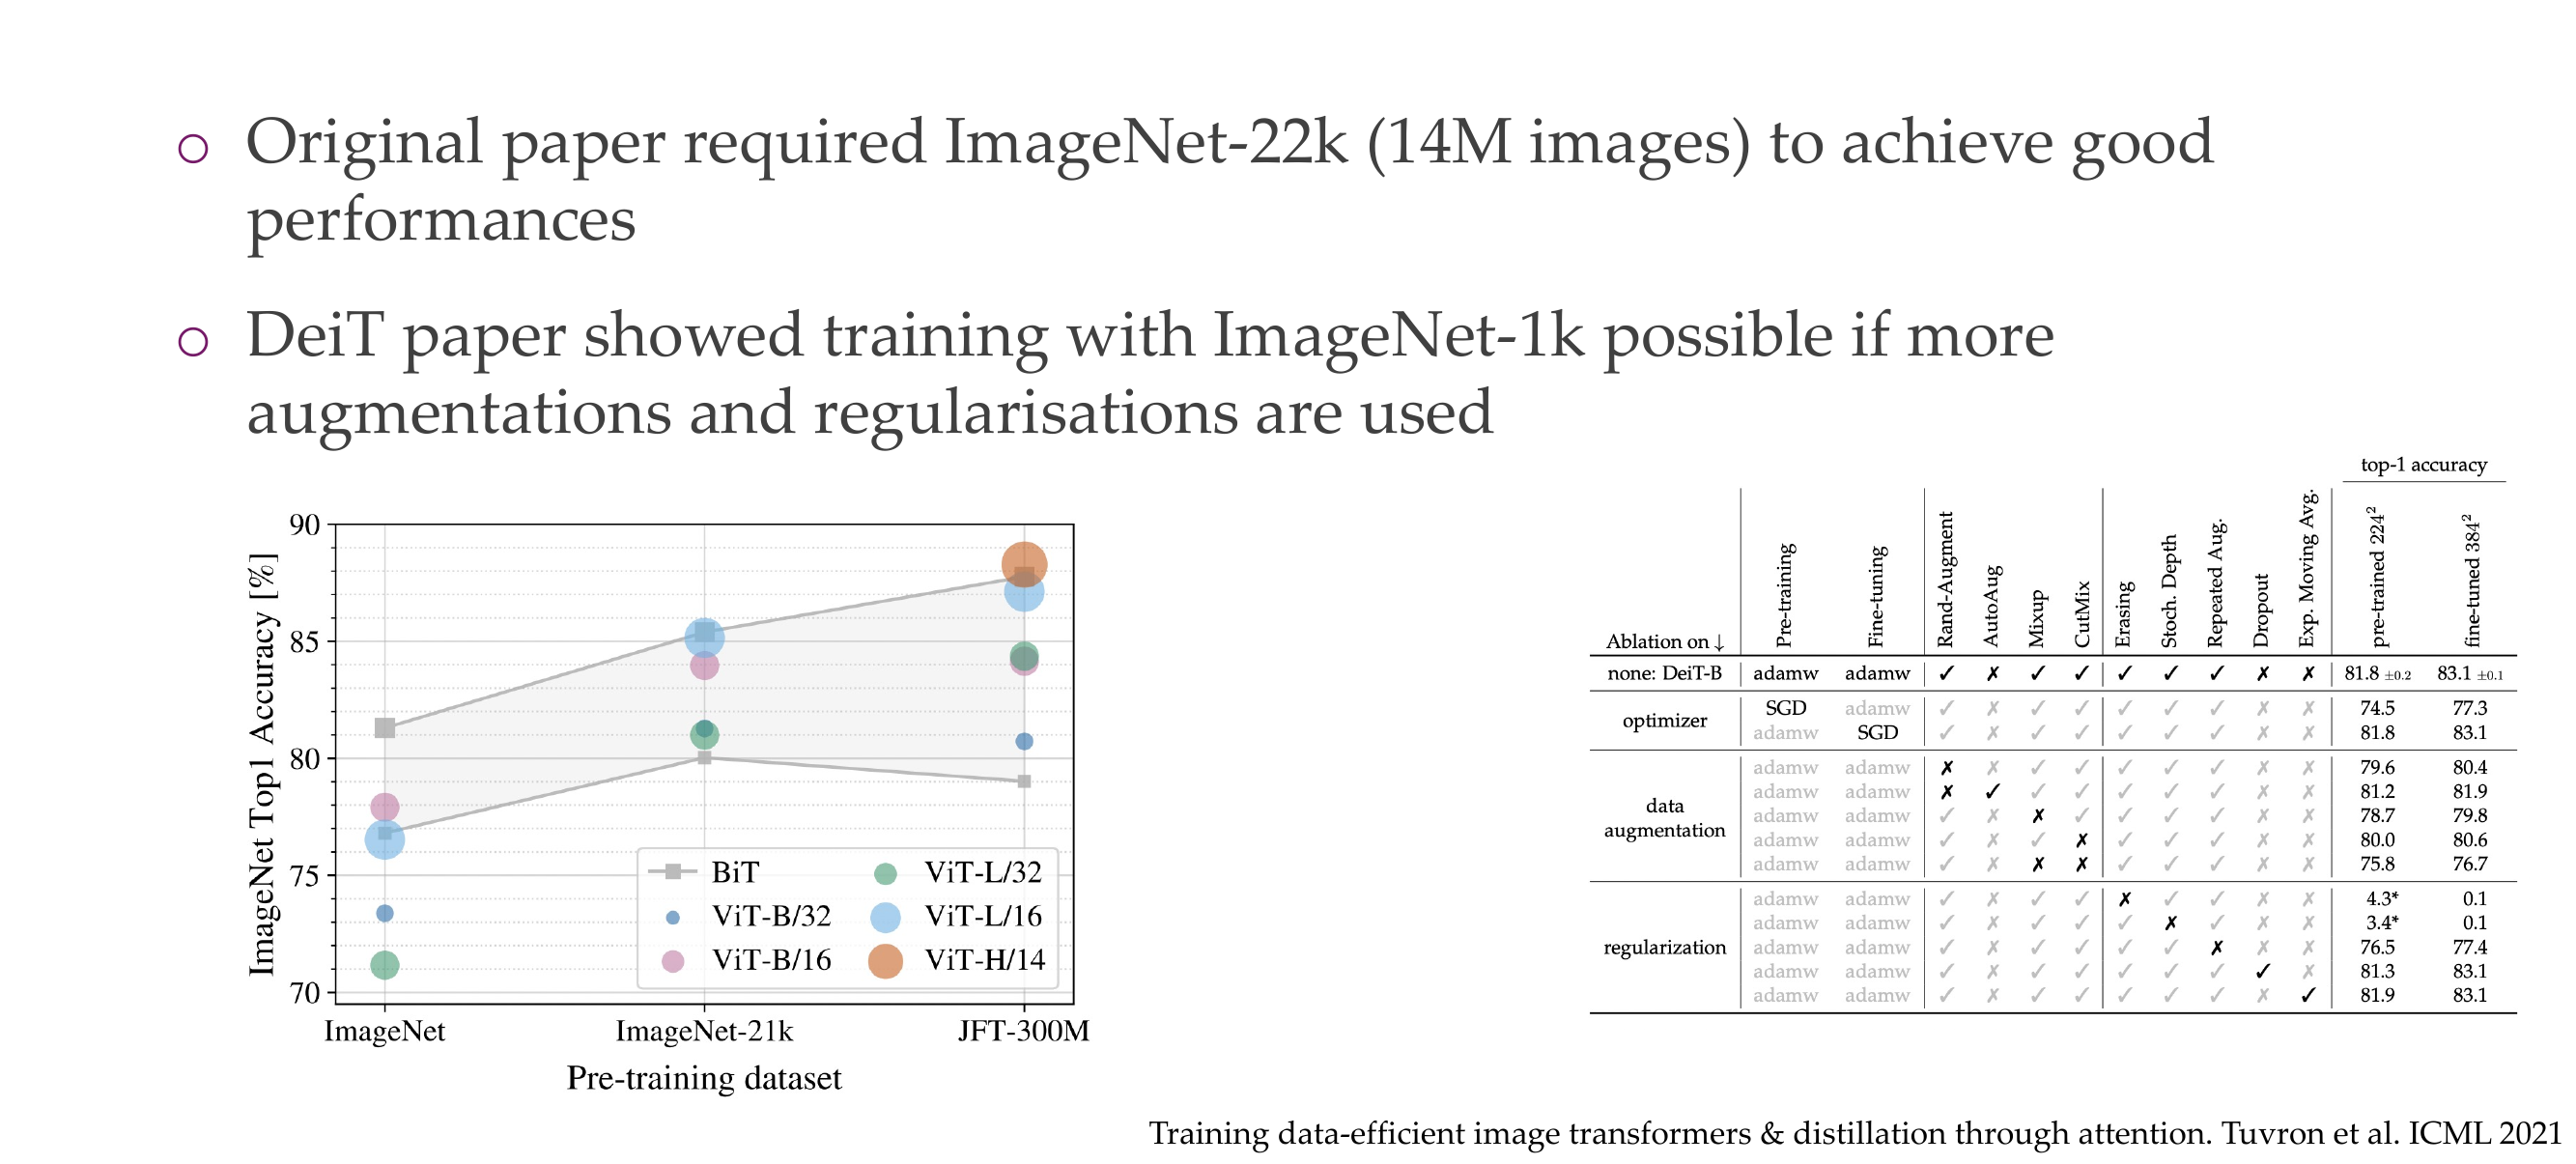 Original paper required ImageNet-22k (14M images) to achieve good
performances
DeiT paper showed training with ImageNet-1k possible if more
augmentations and regularisations are used
ImageNet Top1 Accuracy [%]
90
85
80
75
70
BiT
ViT-B/32
ViT-B/16
ViT-L/32
ViT-L/16
ViT-H/14
ImageNet ImageNet-21k JFT-300M
Pre-training dataset
top-1 accuracy
Ablation on ↓ Pre-training Fine-tuning Rand-Augment AutoAug Mixup CutMix Erasing Stoch. Depth Repeated Aug. Dropout Exp. Moving Avg. pre-trained 224² fine-tuned 384²
none: DeiT-B adamw adamw ✓ ✗ ✓ ✓ ✓ ✓ ✓ ✗ ✗ 81.8 ±0.2 83.1 ±0.1
optimizer
SGD adamw ✓ ✗ ✓ ✓ ✓ ✓ ✓ ✗ ✗ 74.5 77.3
adamw SGD ✓ ✗ ✓ ✓ ✓ ✓ ✓ ✗ ✗ 81.8 83.1
data
augmentation
adamw adamw ✗ ✗ ✓ ✓ ✓ ✓ ✓ ✗ ✗ 79.6 80.4
adamw adamw ✗ ✓ ✓ ✓ ✓ ✓ ✓ ✗ ✗ 81.2 81.9
adamw adamw ✓ ✗ ✗ ✓ ✓ ✓ ✓ ✗ ✗ 78.7 79.8
adamw adamw ✓ ✗ ✓ ✗ ✓ ✓ ✓ ✗ ✗ 80.0 80.6
adamw adamw ✓ ✗ ✗ ✗ ✓ ✓ ✓ ✗ ✗ 75.8 76.7
regularization
adamw adamw ✓ ✗ ✓ ✓ ✗ ✓ ✓ ✗ ✗ 4.3* 0.1
adamw adamw ✓ ✗ ✓ ✓ ✓ ✗ ✓ ✗ ✗ 3.4* 0.1
adamw adamw ✓ ✗ ✓ ✓ ✓ ✓ ✗ ✗ ✗ 76.5 77.4
adamw adamw ✓ ✗ ✓ ✓ ✓ ✓ ✓ ✓ ✗ 81.3 83.1
adamw adamw ✓ ✗ ✓ ✓ ✓ ✓ ✓ ✗ ✓ 81.9 83.1
Training data-efficient image transformers & distillation through attention. Tuvron et al. ICML 2021